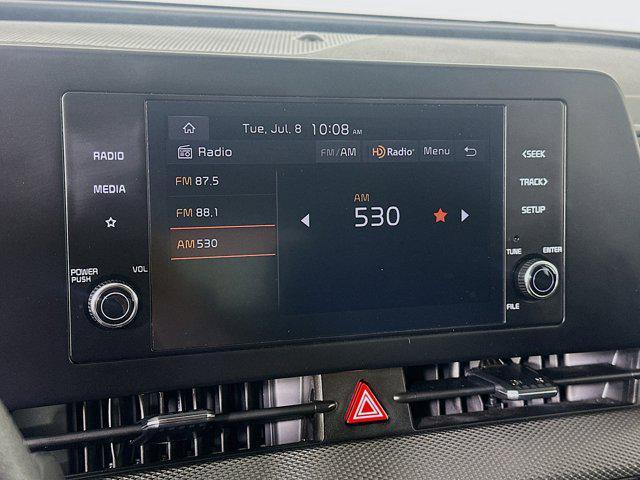 Tue, Jul. 8 10:08 AM
Radio FM/AM HD Radio Menu
FM 87.5
FM 88.1
AM 530
AM
530
RADIO
MEDIA
POWER
PUSH
VOL
<SEEK
TRACK>
SETUP
TUNE
ENTER
FILE